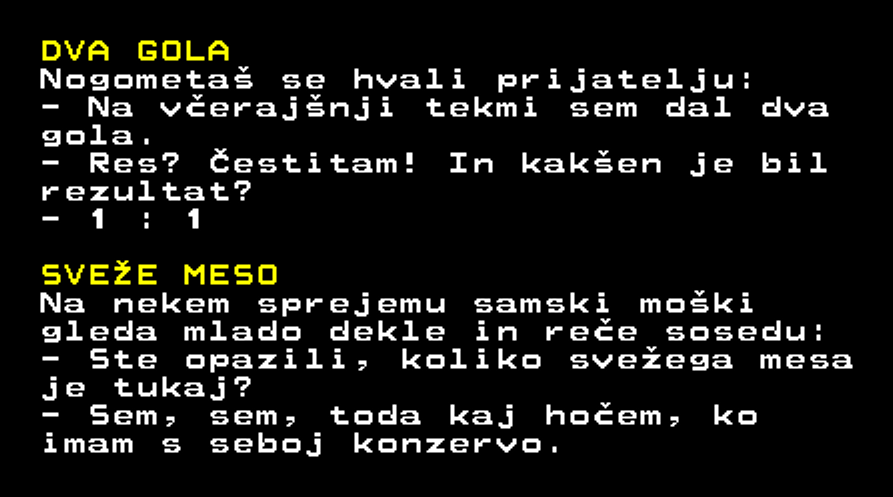 DVA GOLA
Nogometaš se hvali prijatelju:
- Na včerajšnji tekmi sem dal dva
gola.
- Res? Čestitam! In kakšen je bil
rezultat?
- 1 : 1
SVEŽE MESO
Na nekem sprejemu samski moški
gleda mlado dekle in reče sosedu:
- Ste opazili, koliko svežega mesa
je tukaj?
- Sem, sem, toda kaj hočem, ko
imam s seboj konzervo.